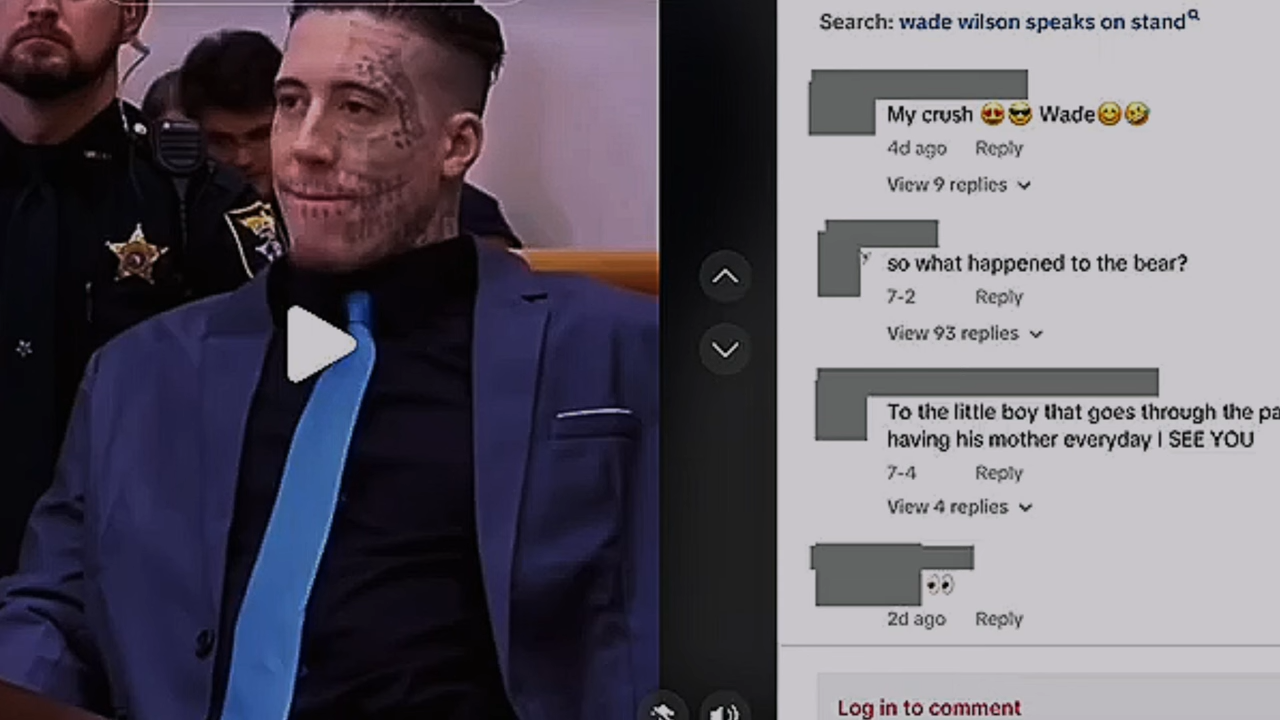 Search: wade wilson speaks on stand
My crush 😍😎 Wade😊🤣
4d ago Reply
View 9 replies
so what happened to the bear?
7-2 Reply
View 93 replies
To the little boy that goes through the pa
having his mother everyday I SEE YOU
7-4 Reply
View 4 replies
👀
2d ago Reply
Log in to comment